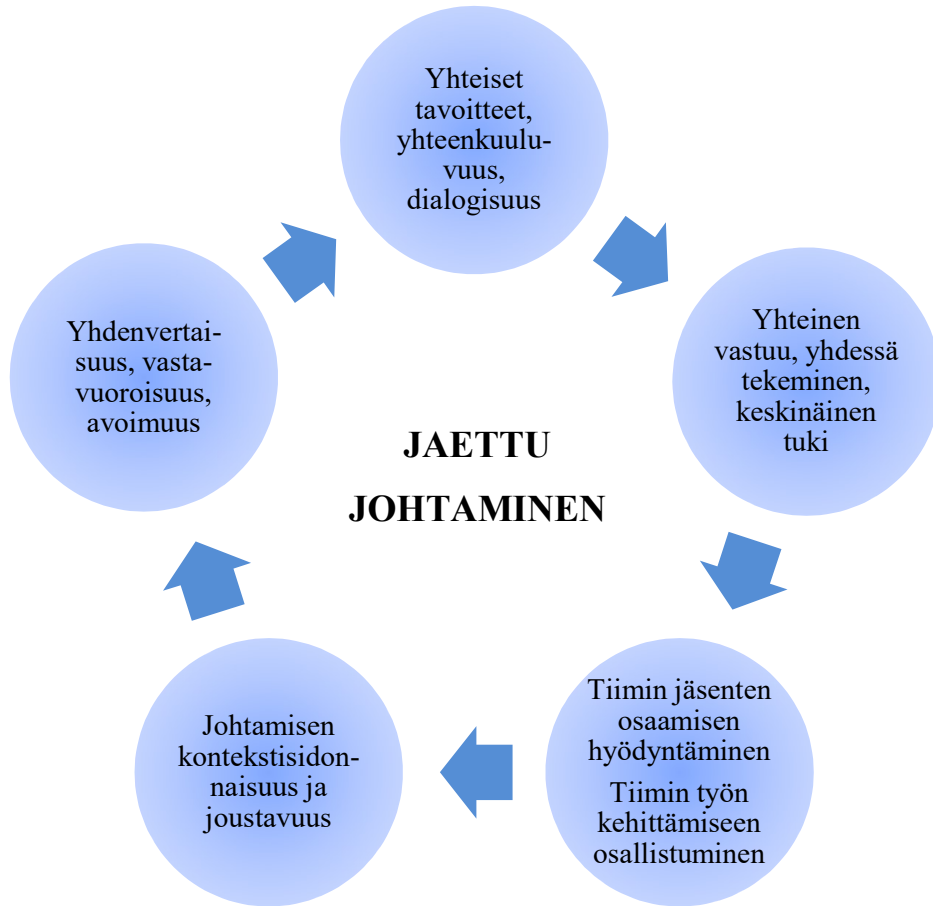 Yhteiset
tavoitteet,
yhteenkuulu-
vuus,
dialogisuus
Yhteinen
vastuu, yhdessä
tekeminen,
keskinäinen
tuki
Tiimin jäsenten
osaamisen
hyödyntäminen
Tiimin työn
kehittämiseen
osallistuminen
Johtamisen
kontekstisidon-
naisuus ja
joustavuus
Yhdenvertai-
suus, vasta-
vuoroisuus,
avoimuus
JAETTU
JOHTAMINEN